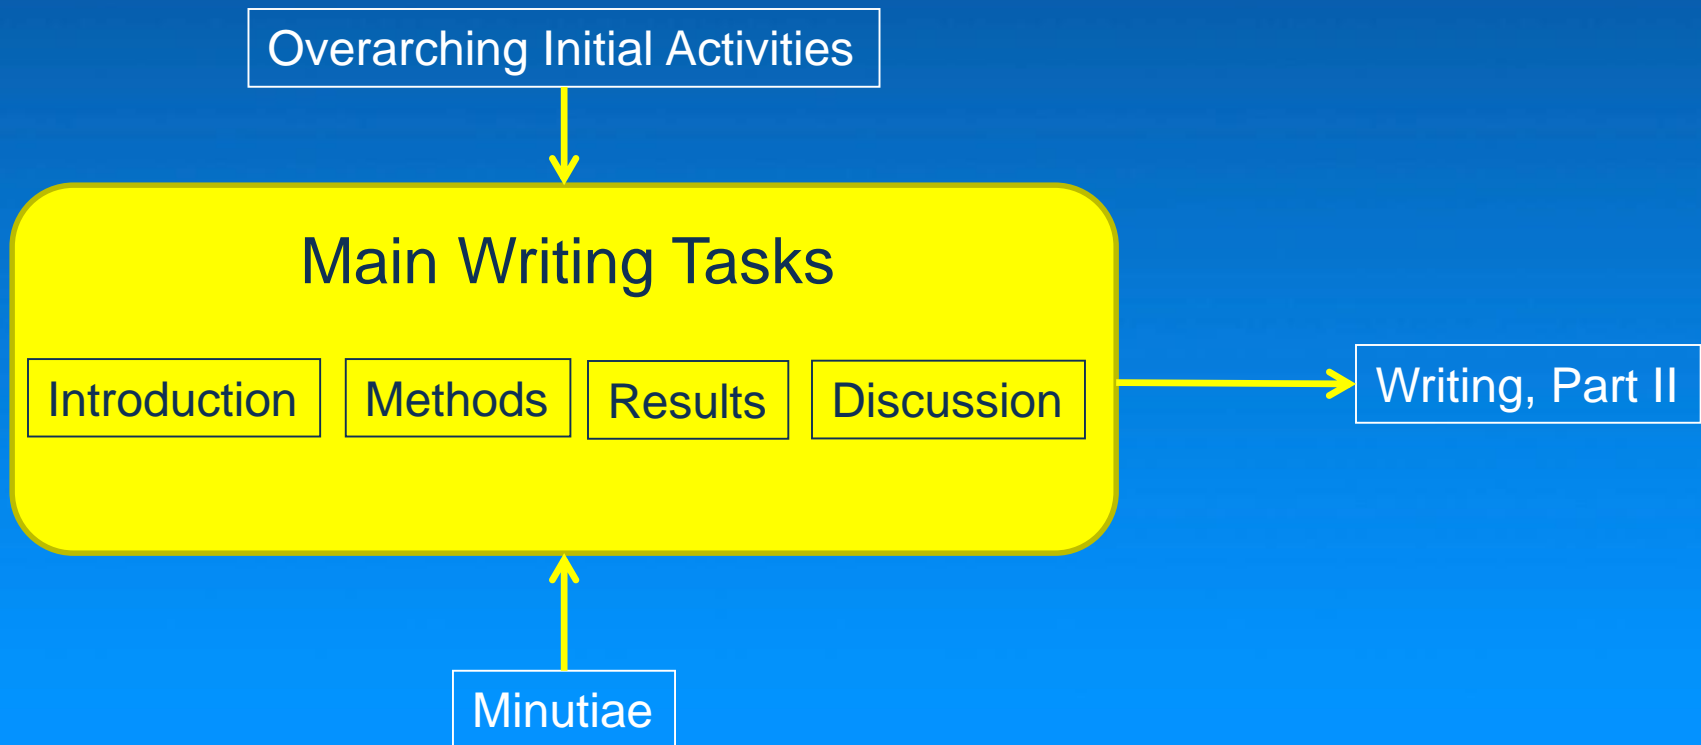 Overarching Initial Activities
Main Writing Tasks
Introduction
Methods
Results
Discussion
Writing, Part II
Minutiae